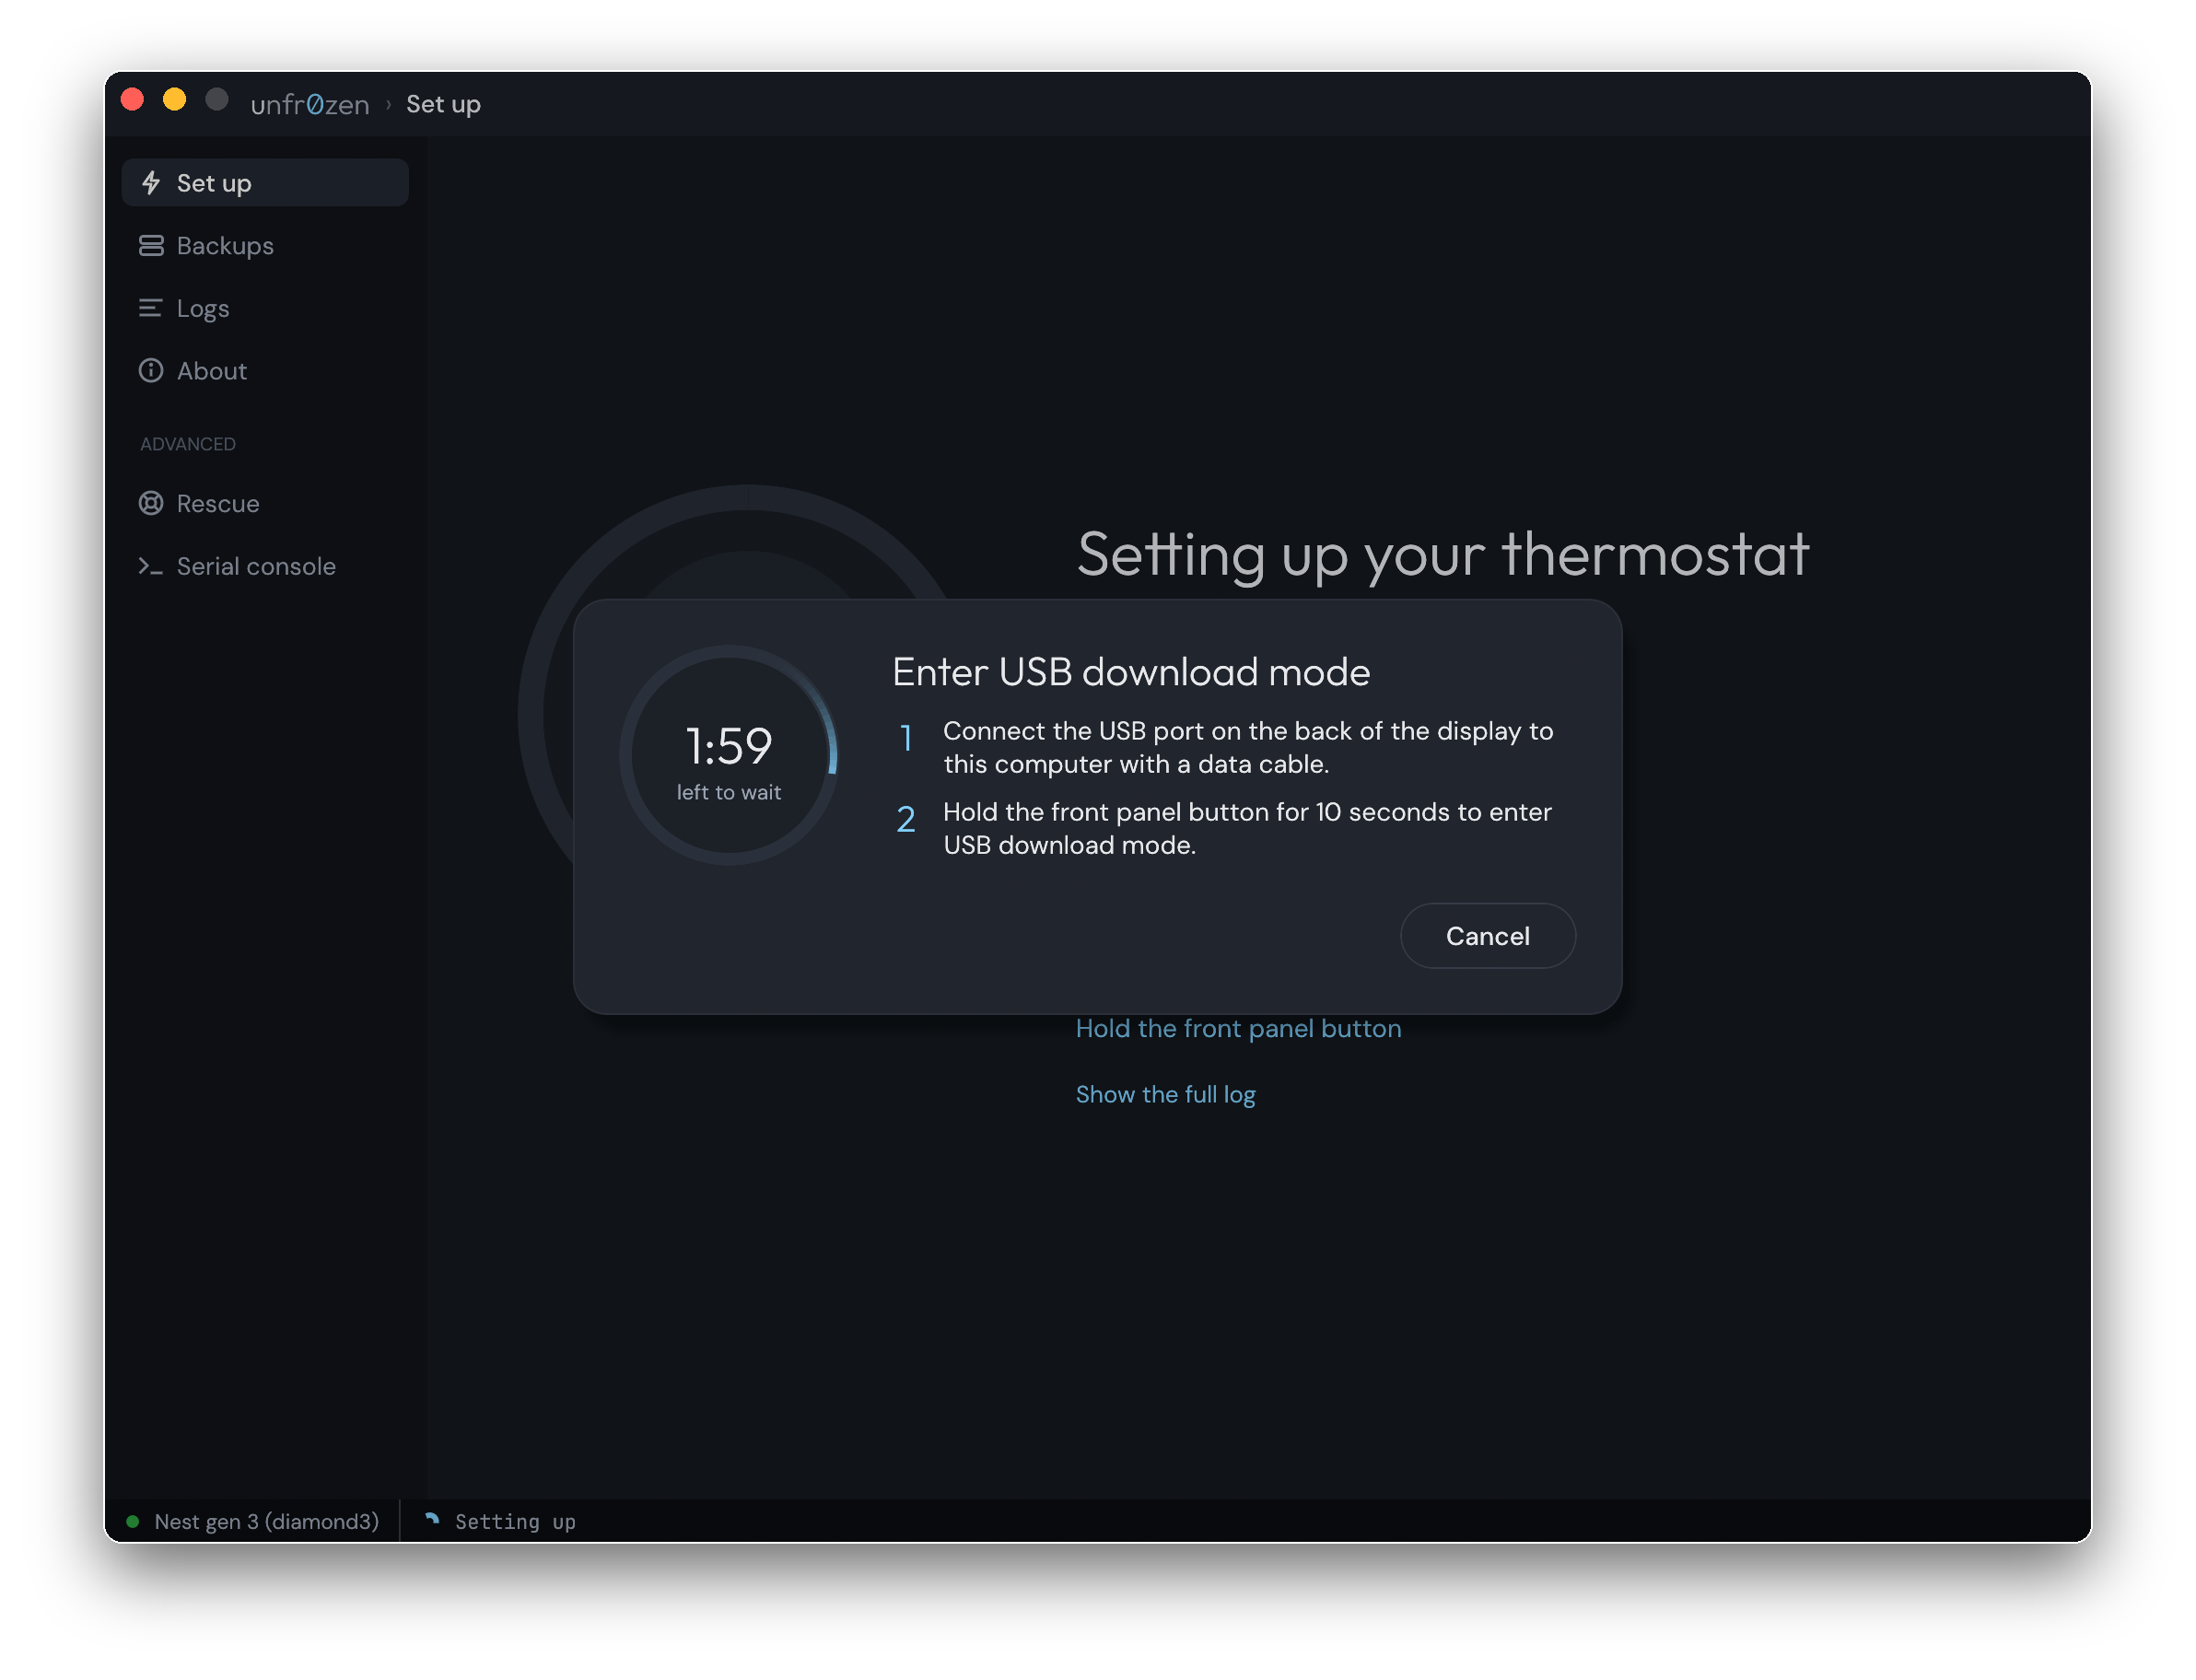 unfr0zen › Set up
Set up
Backups
Logs
About
ADVANCED
Rescue
Serial console
Setting up your thermostat
1:59
left to wait
Enter USB download mode
1 Connect the USB port on the back of the display to
this computer with a data cable.
2 Hold the front panel button for 10 seconds to enter
USB download mode.
Cancel
Hold the front panel button
Show the full log
Nest gen 3 (diamond3)
Setting up